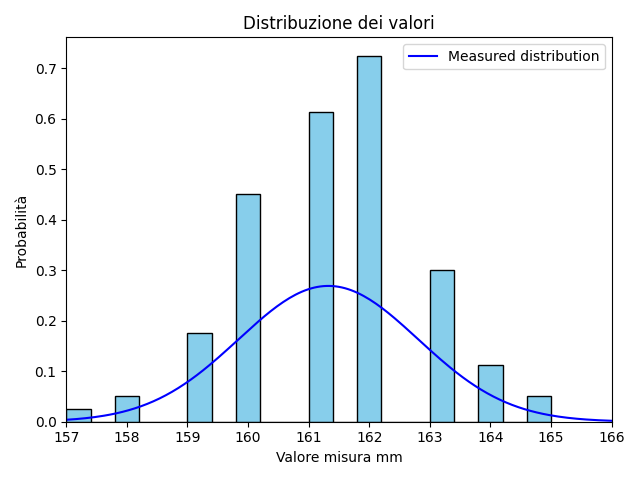 Distribuzione dei valori
Measured distribution
0.7
0.6
0.5
0.4
0.3
0.2
0.1
0.0
Probabilità
157 158 159 160 161 162 163 164 165 166
Valore misura mm